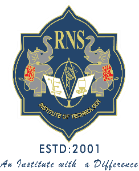 RNS
INSTITUTE OF TECHNOLOGY
ESTD:2001
An Institute with a Difference